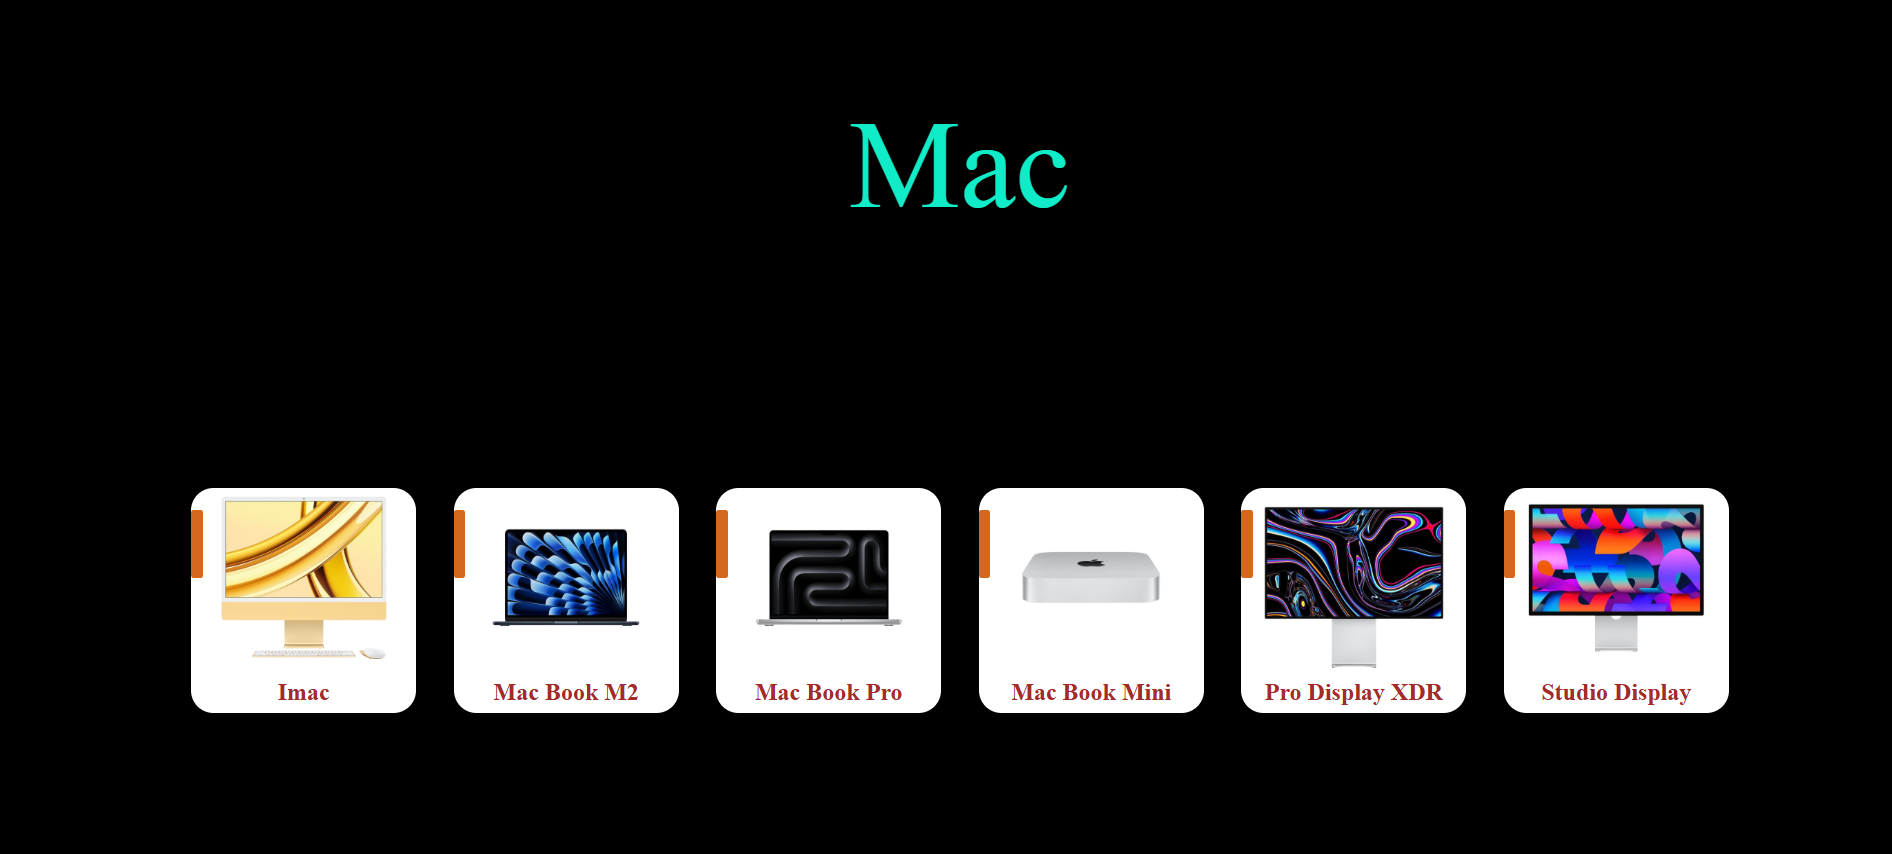 Mac
Imac
Mac Book M2
Mac Book Pro
Mac Book Mini
Pro Display XDR
Studio Display